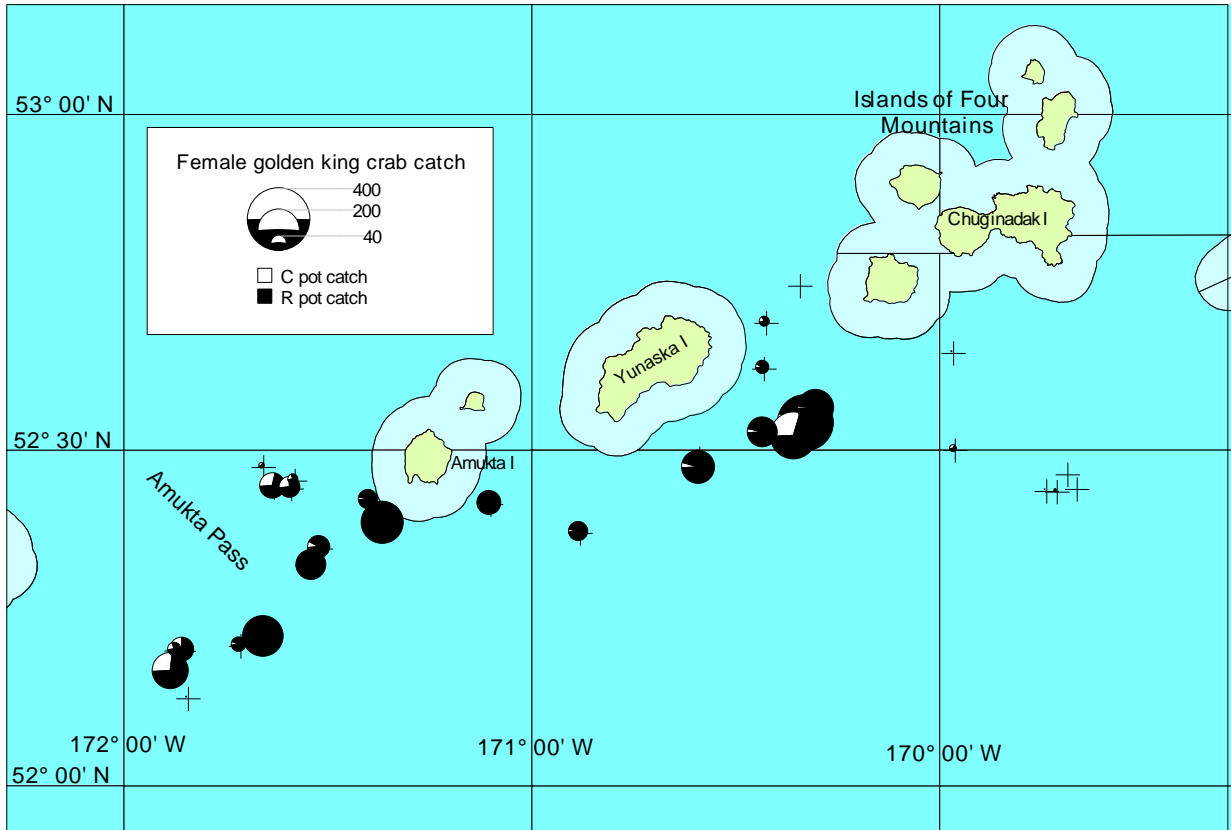 53° 00' N
Islands of Four
Mountains
Female golden king crab catch
400
200
40
C pot catch
R pot catch
Chuginadak I
Yunaska I
52° 30' N
Amukta I
Amukta Pass
172° 00' W
171° 00' W
170° 00' W
52° 00' N